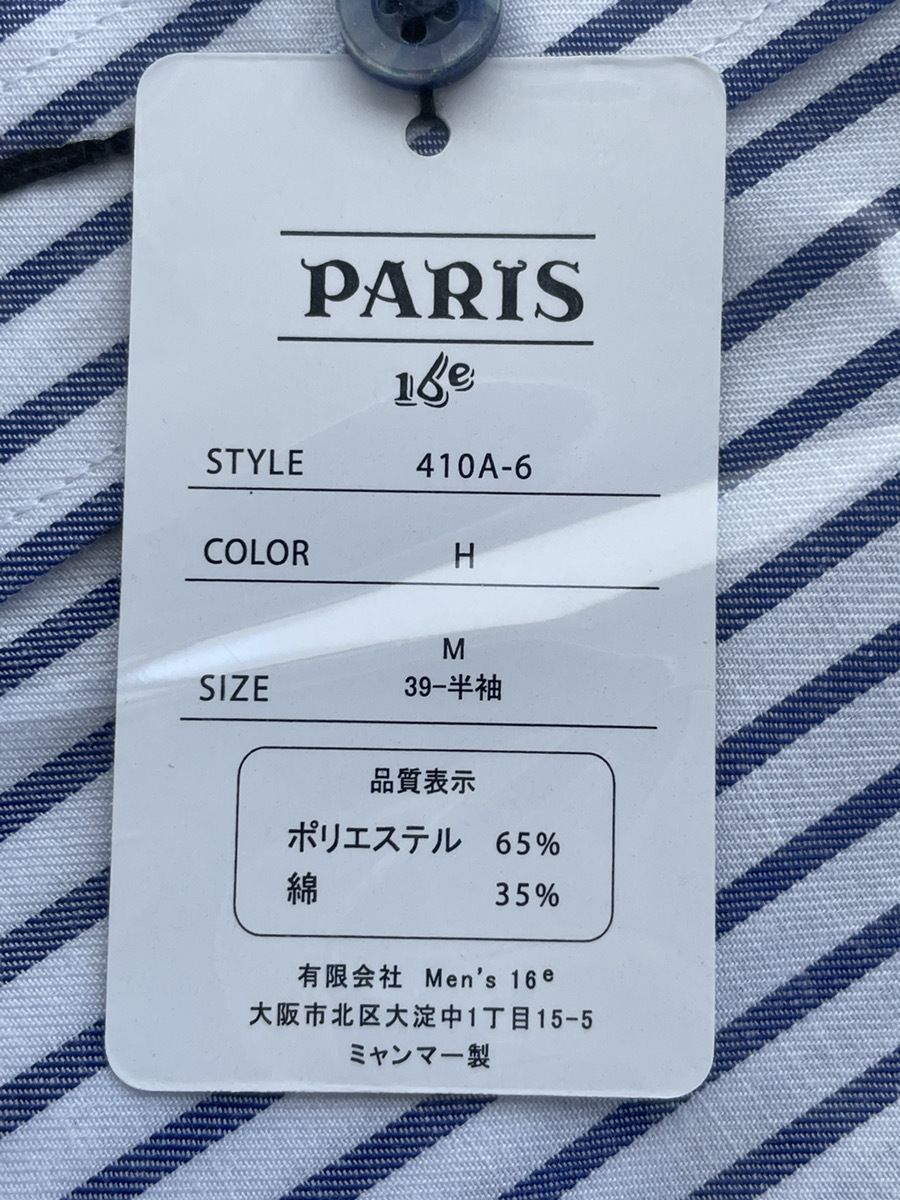 PARIS
16e
STYLE 410A-6
COLOR H
M
SIZE 39-半袖
品質表示
ポリエステル 65%
綿 35%
有限会社 Men's 16e
大阪市北区大淀中1丁目15-5
ミャンマー製